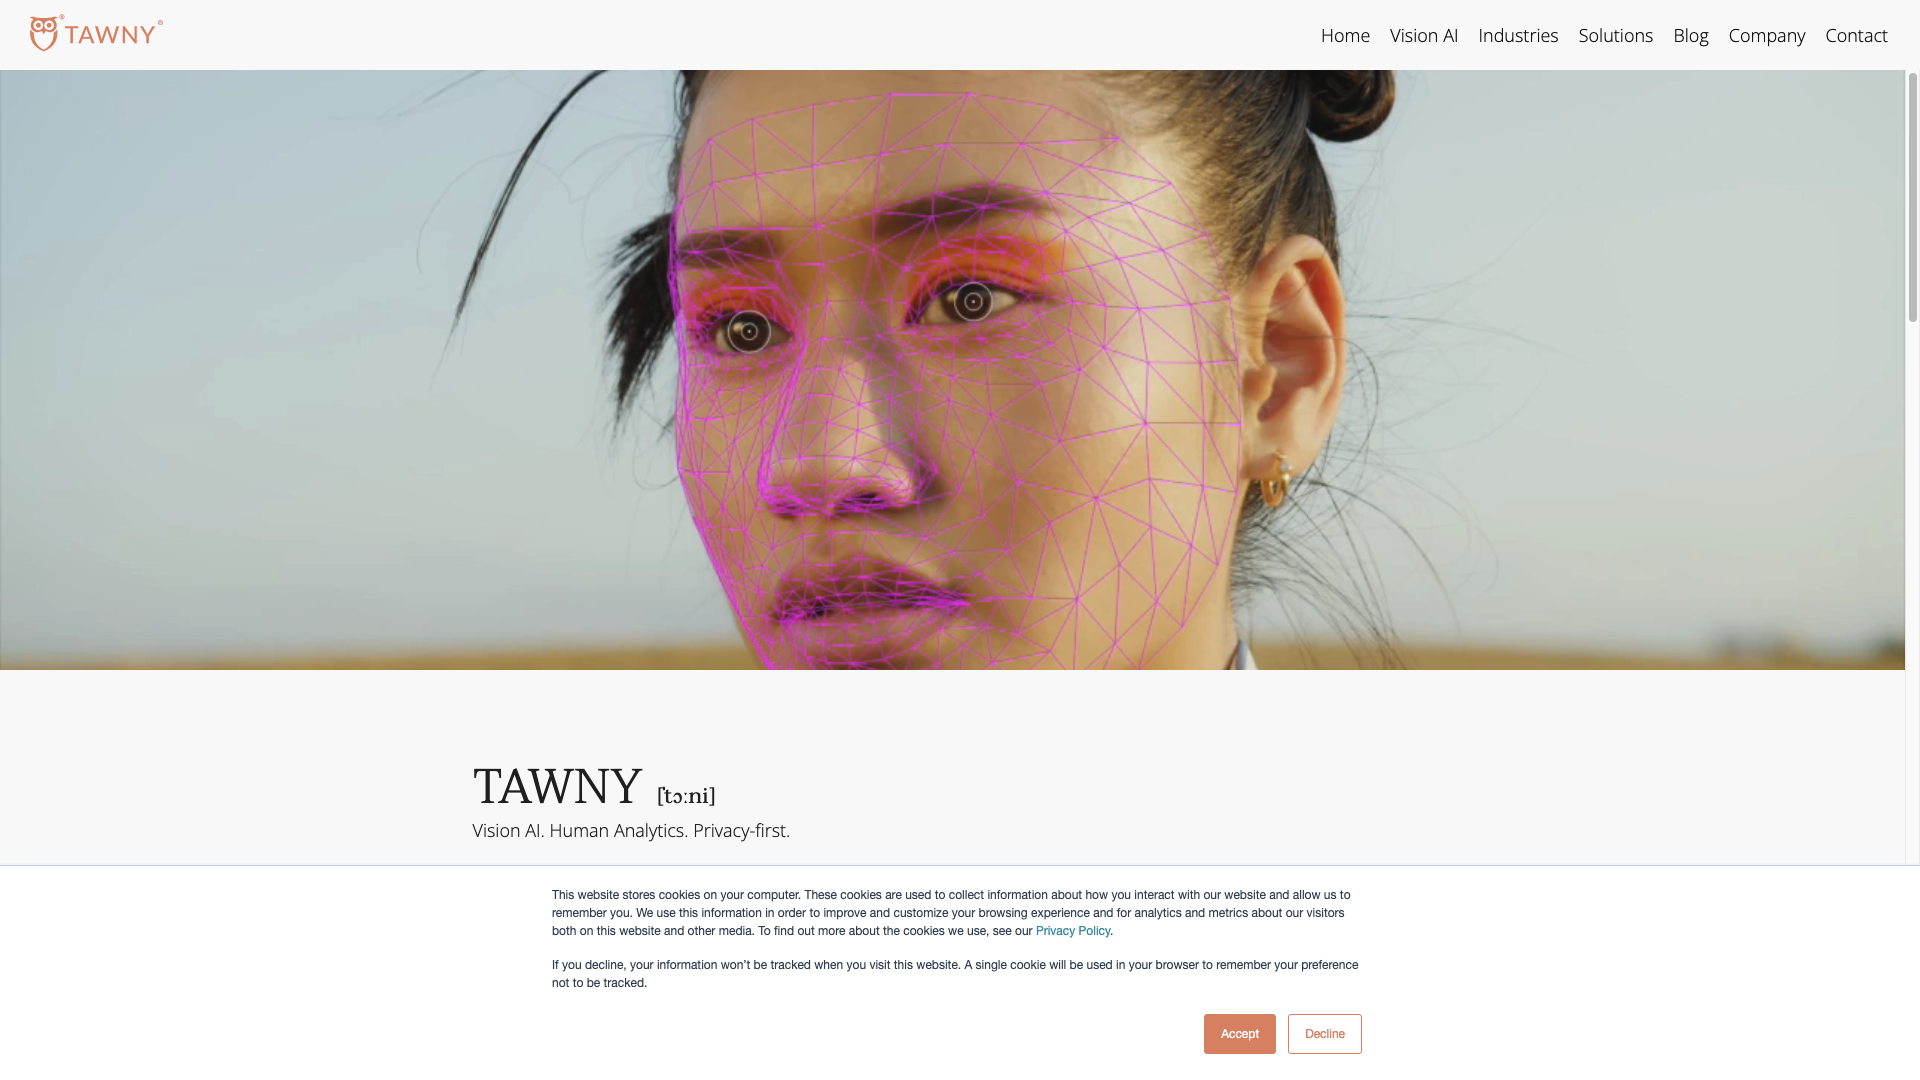 TAWNY
Home Vision AI Industries Solutions Blog Company Contact
TAWNY [ˈtɔːni]
Vision AI. Human Analytics. Privacy-first.
This website stores cookies on your computer. These cookies are used to collect information about how you interact with our website and allow us to
remember you. We use this information in order to improve and customize your browsing experience and for analytics and metrics about our visitors
both on this website and other media. To find out more about the cookies we use, see our Privacy Policy.
If you decline, your information won't be tracked when you visit this website. A single cookie will be used in your browser to remember your preference
not to be tracked.
Accept Decline